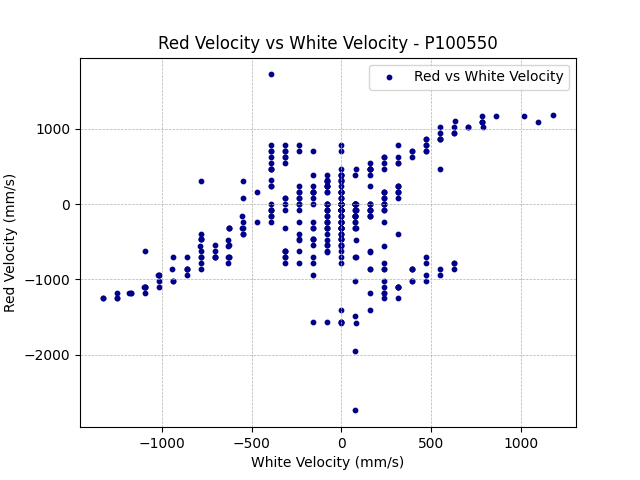 Red Velocity vs White Velocity - P100550
Red vs White Velocity
Red Velocity (mm/s)
1000
0
−1000
−2000
−1000 −500 0 500 1000
White Velocity (mm/s)